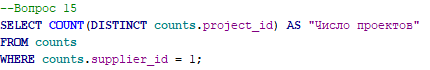 --Вопрос 15
SELECT COUNT(DISTINCT counts.project_id) AS "Число проектов"
FROM counts
WHERE counts.supplier_id = 1;